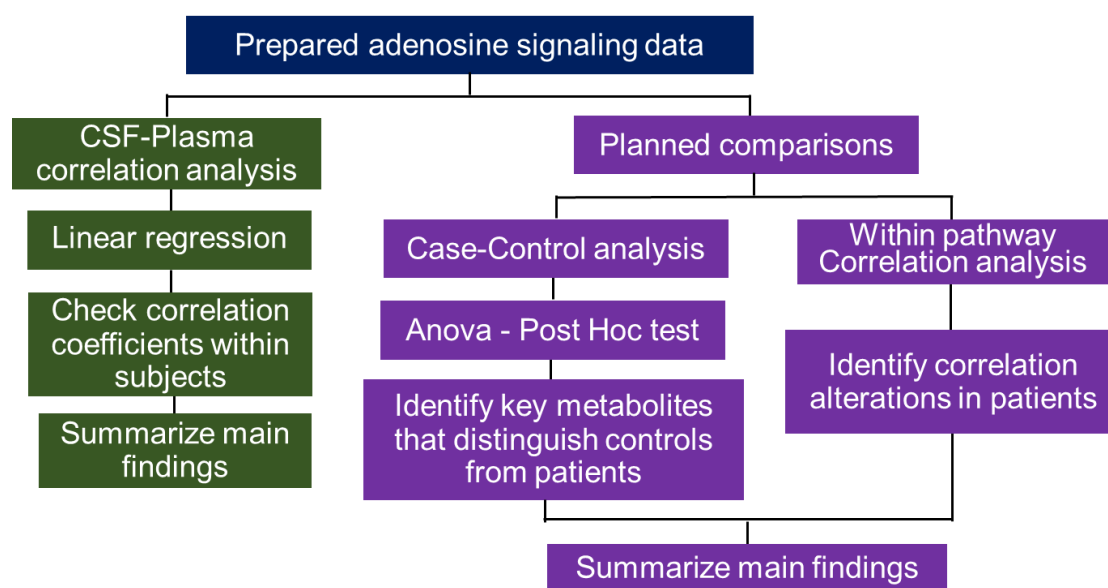 Prepared adenosine signaling data
CSF-Plasma
correlation analysis
Linear regression
Check correlation
coefficients within
subjects
Summarize main
findings
Planned comparisons
Case-Control analysis
Anova - Post Hoc test
Identify key metabolites
that distinguish controls
from patients
Within pathway
Correlation analysis
Identify correlation
alterations in patients
Summarize main findings